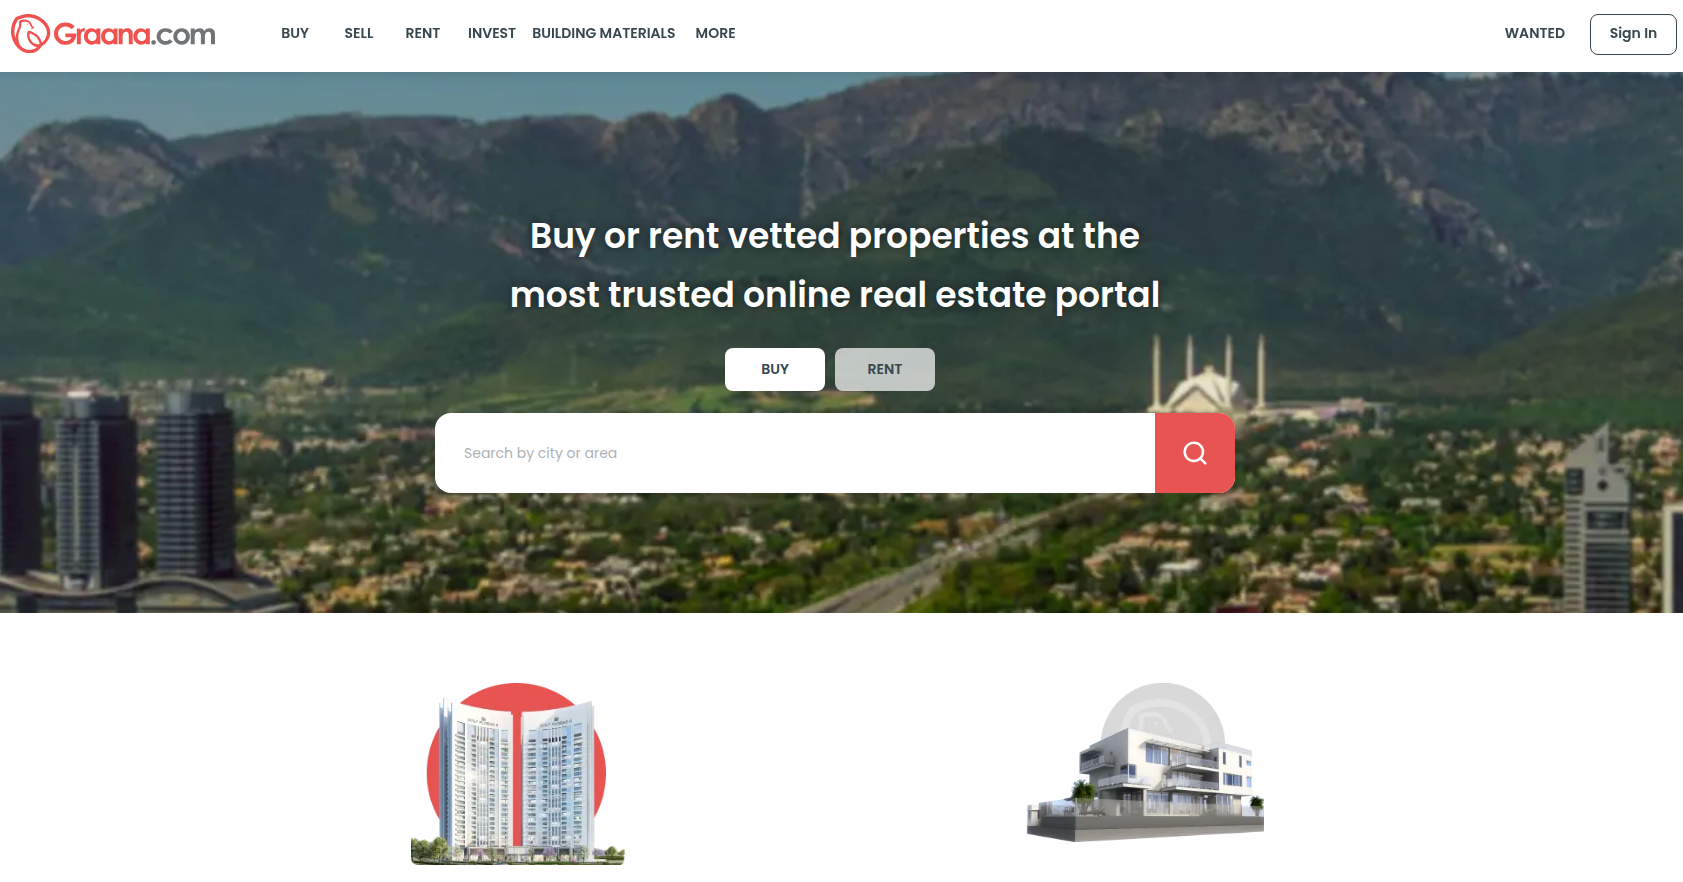 Graana.com
BUY SELL RENT INVEST BUILDING MATERIALS MORE
WANTED Sign In
Buy or rent vetted properties at the
most trusted online real estate portal
BUY RENT
Search by city or area